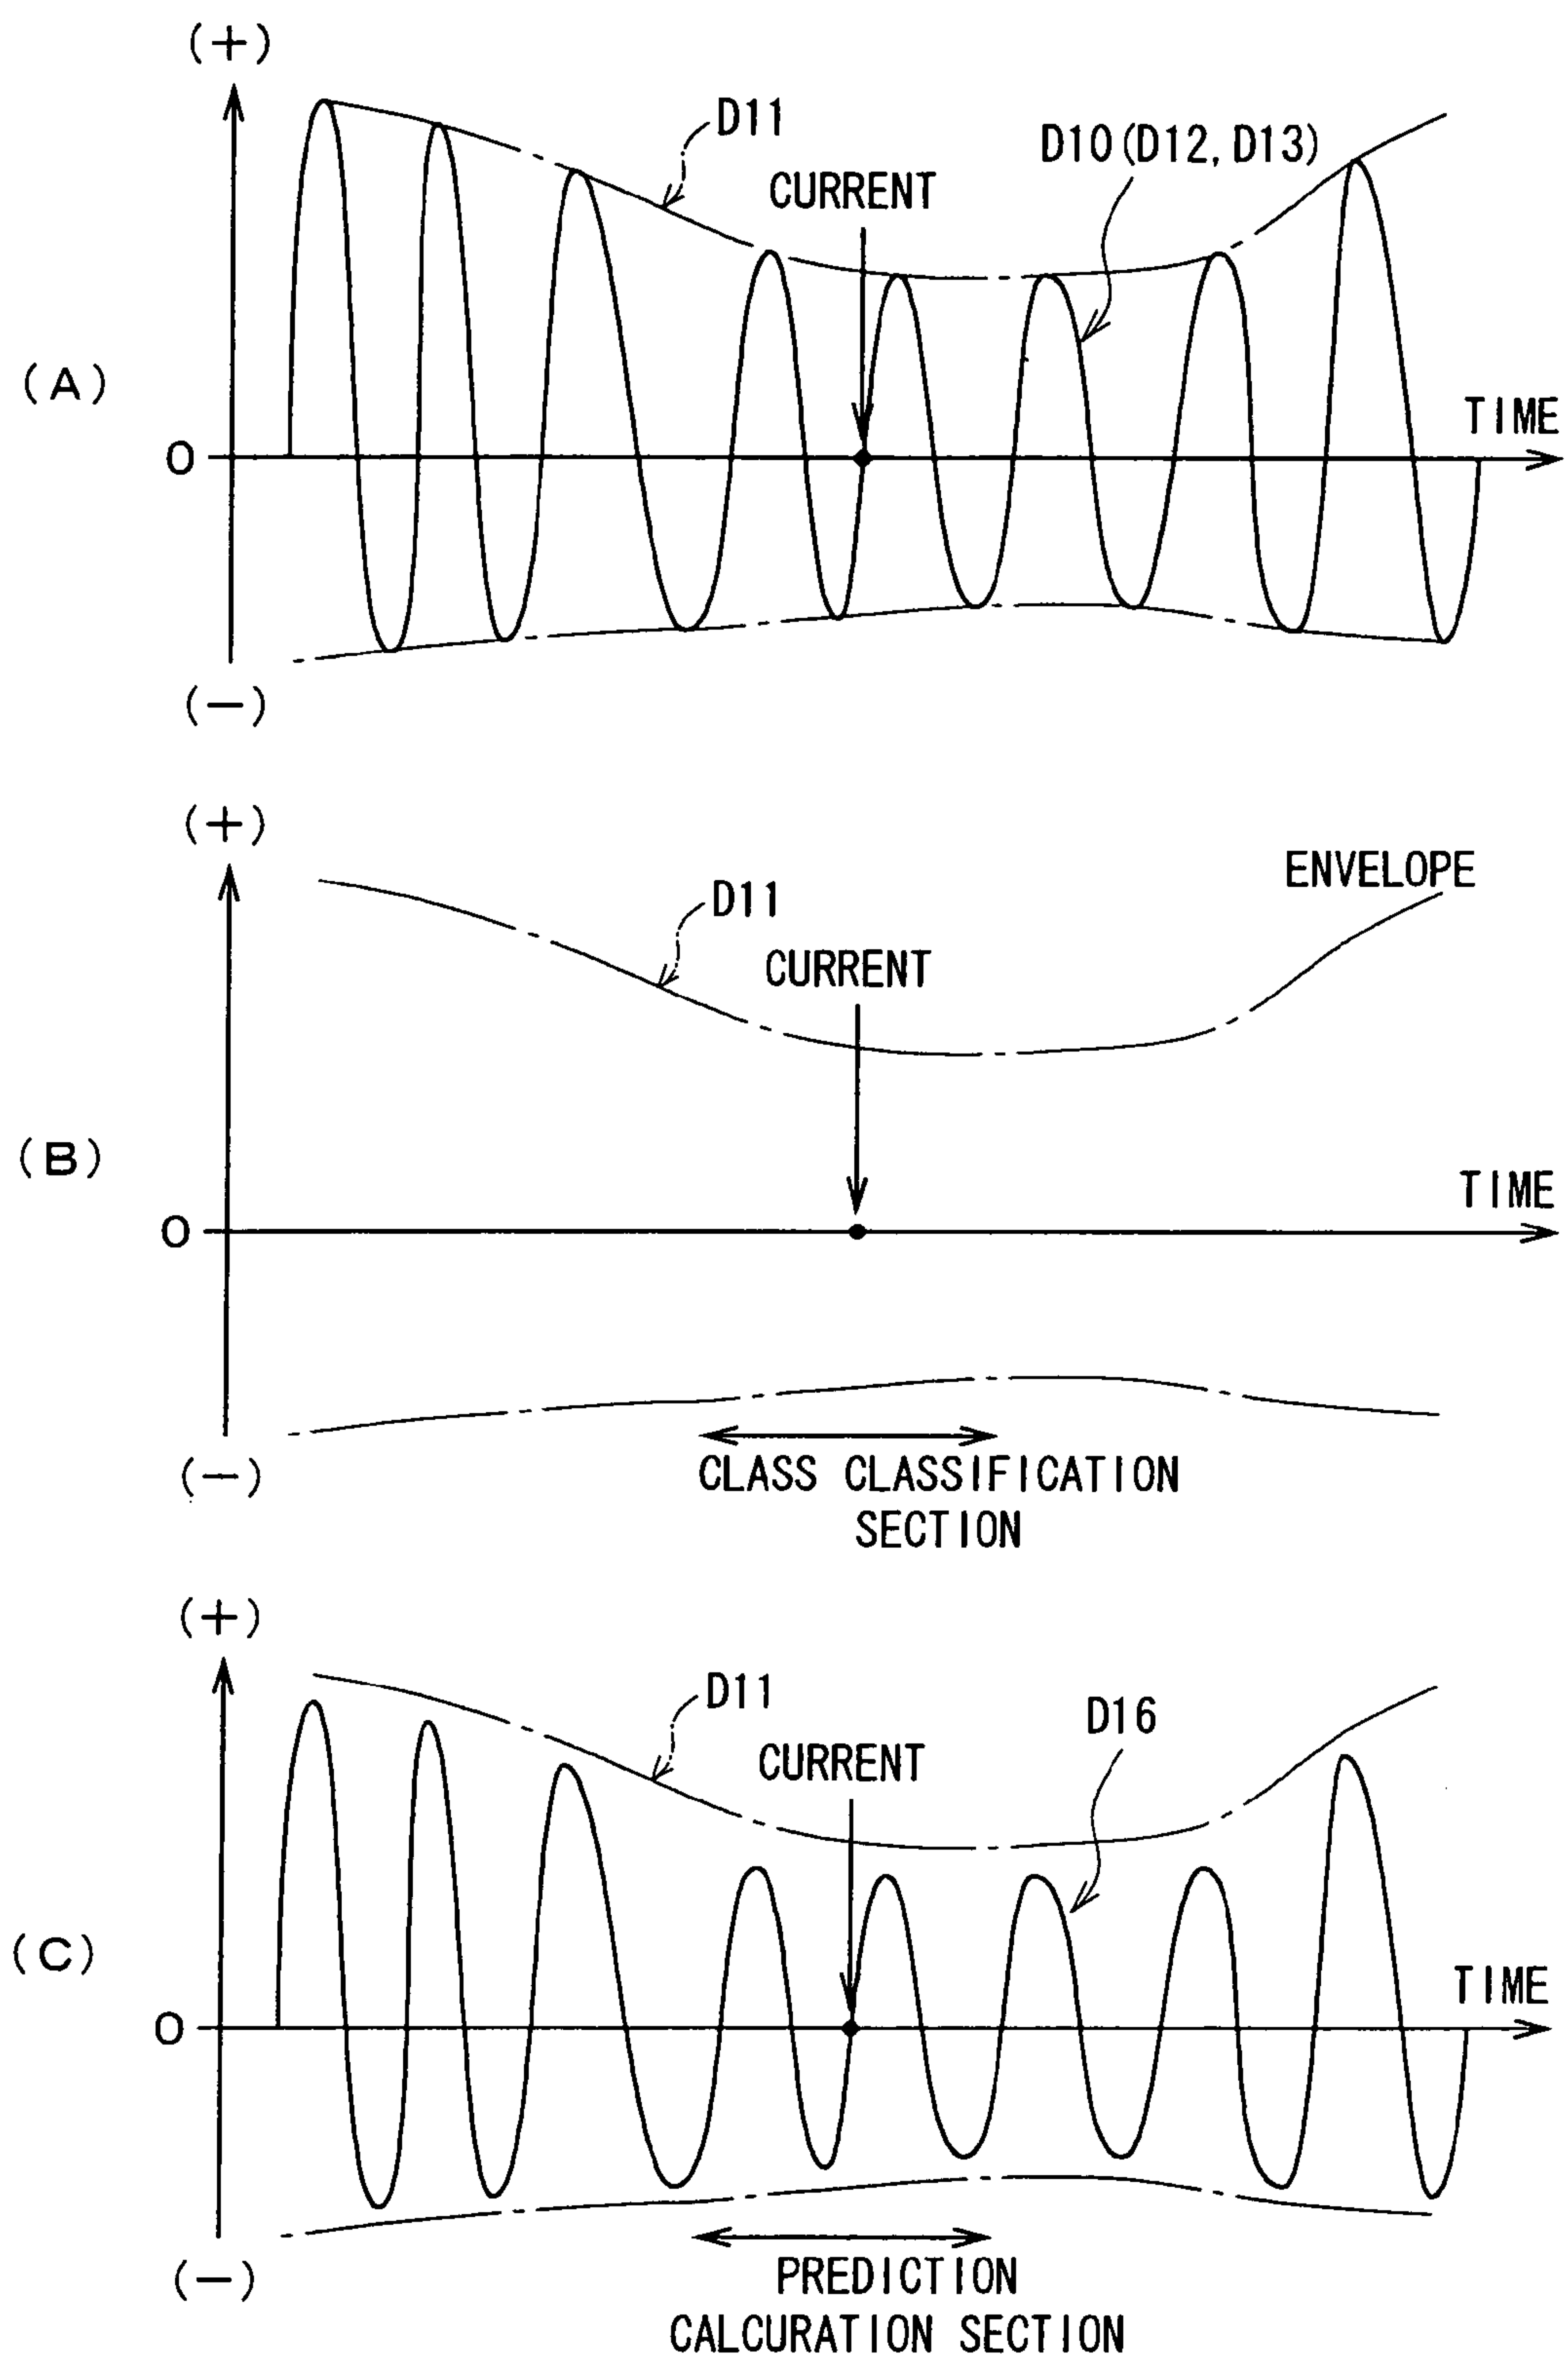 (+)
D11
D10(D12, D13)
CURRENT
(A)
TIME
0
(−)
(+)
ENVELOPE
D11
CURRENT
(B)
TIME
0
CLASS CLASSIFICATION
(−)
SECTION
(+)
D11
D16
CURRENT
(C)
TIME
0
(−)
PREDICTION
CALCURATION SECTION